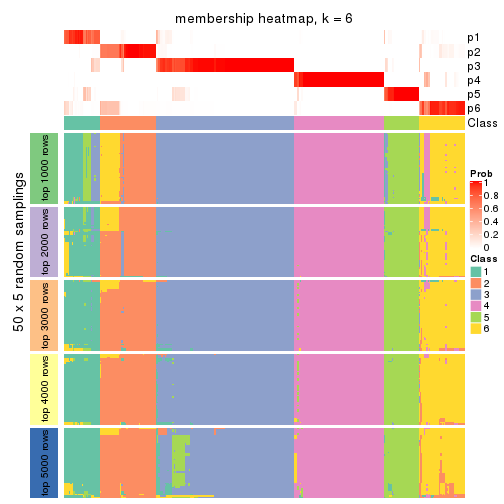 membership heatmap, k = 6
p1
p2
p3
p4
p5
p6
Class
50 x 5 random samplings
top 1000 rows
top 2000 rows
top 3000 rows
top 4000 rows
top 5000 rows
Prob
1
0.8
0.6
0.4
0.2
0
Class
1
2
3
4
5
6